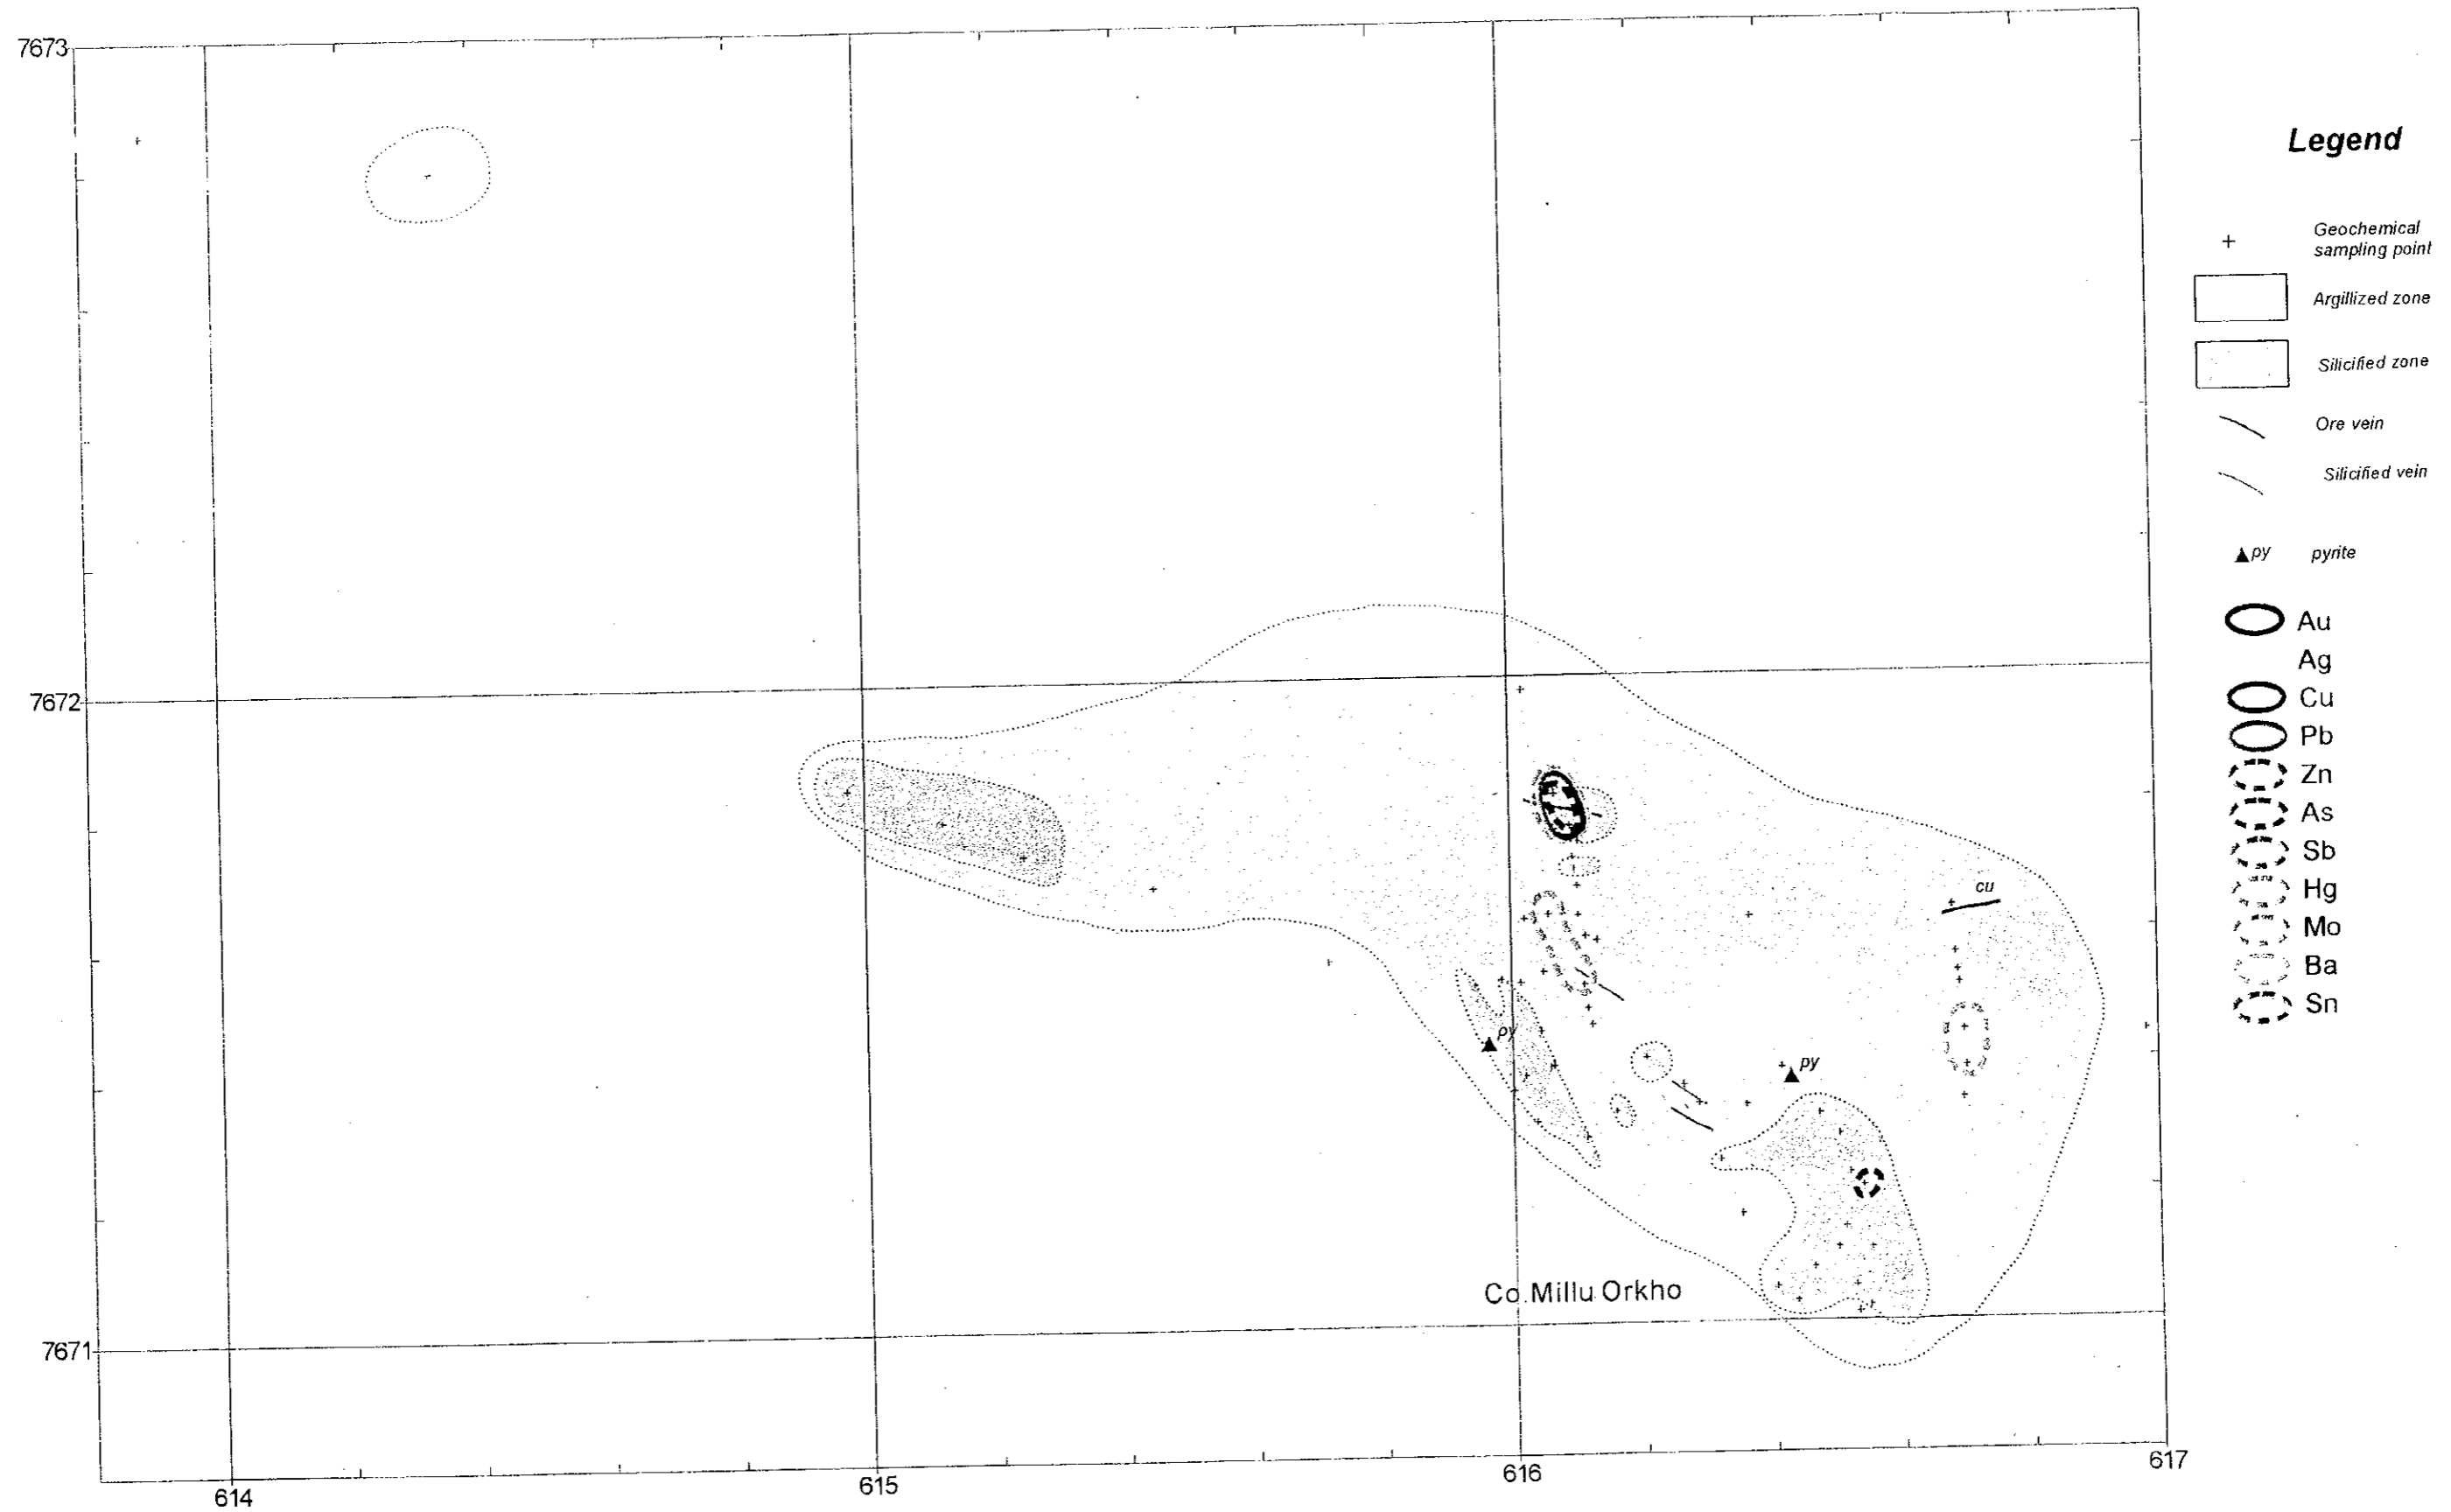 7673
Legend
+ Geochemical
sampling point
Argillized zone
Silicified zone
Ore vein
Silicified vein
▲py pyrite
Au
Ag
Cu
Pb
Zn
As
Sb
Hg
Mo
Ba
Sn
7672
cu
py
py
Co.Millu Orkho
7671
614
615
616
617